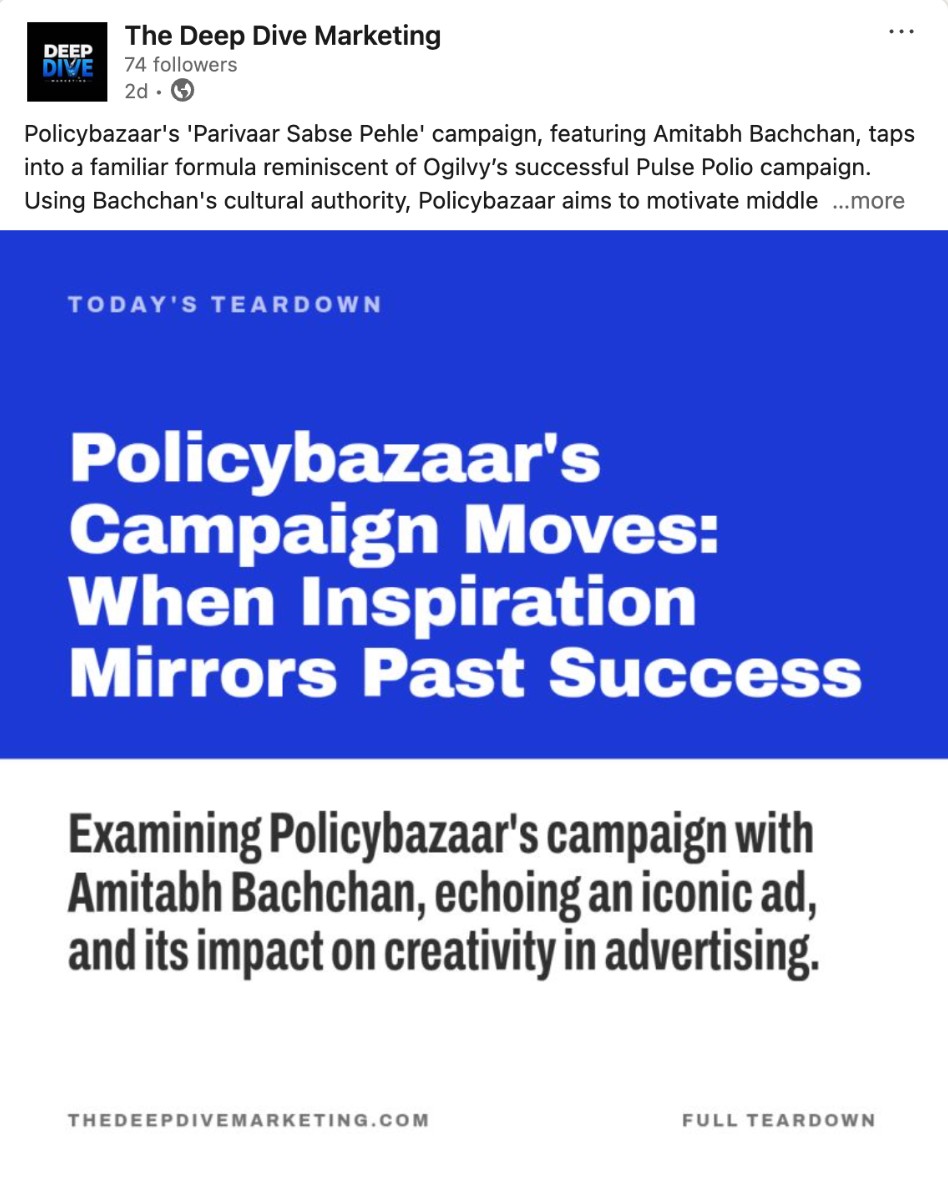 DEEP
DIVE
The Deep Dive Marketing
74 followers
2d •
Policybazaar's 'Parivaar Sabse Pehle' campaign, featuring Amitabh Bachchan, taps
into a familiar formula reminiscent of Ogilvy’s successful Pulse Polio campaign.
Using Bachchan's cultural authority, Policybazaar aims to motivate middle ...more
TODAY'S TEARDOWN
Policybazaar's
Campaign Moves:
When Inspiration
Mirrors Past Success
Examining Policybazaar's campaign with
Amitabh Bachchan, echoing an iconic ad,
and its impact on creativity in advertising.
THEDEEPDIVEMARKETING.COM
FULL TEARDOWN